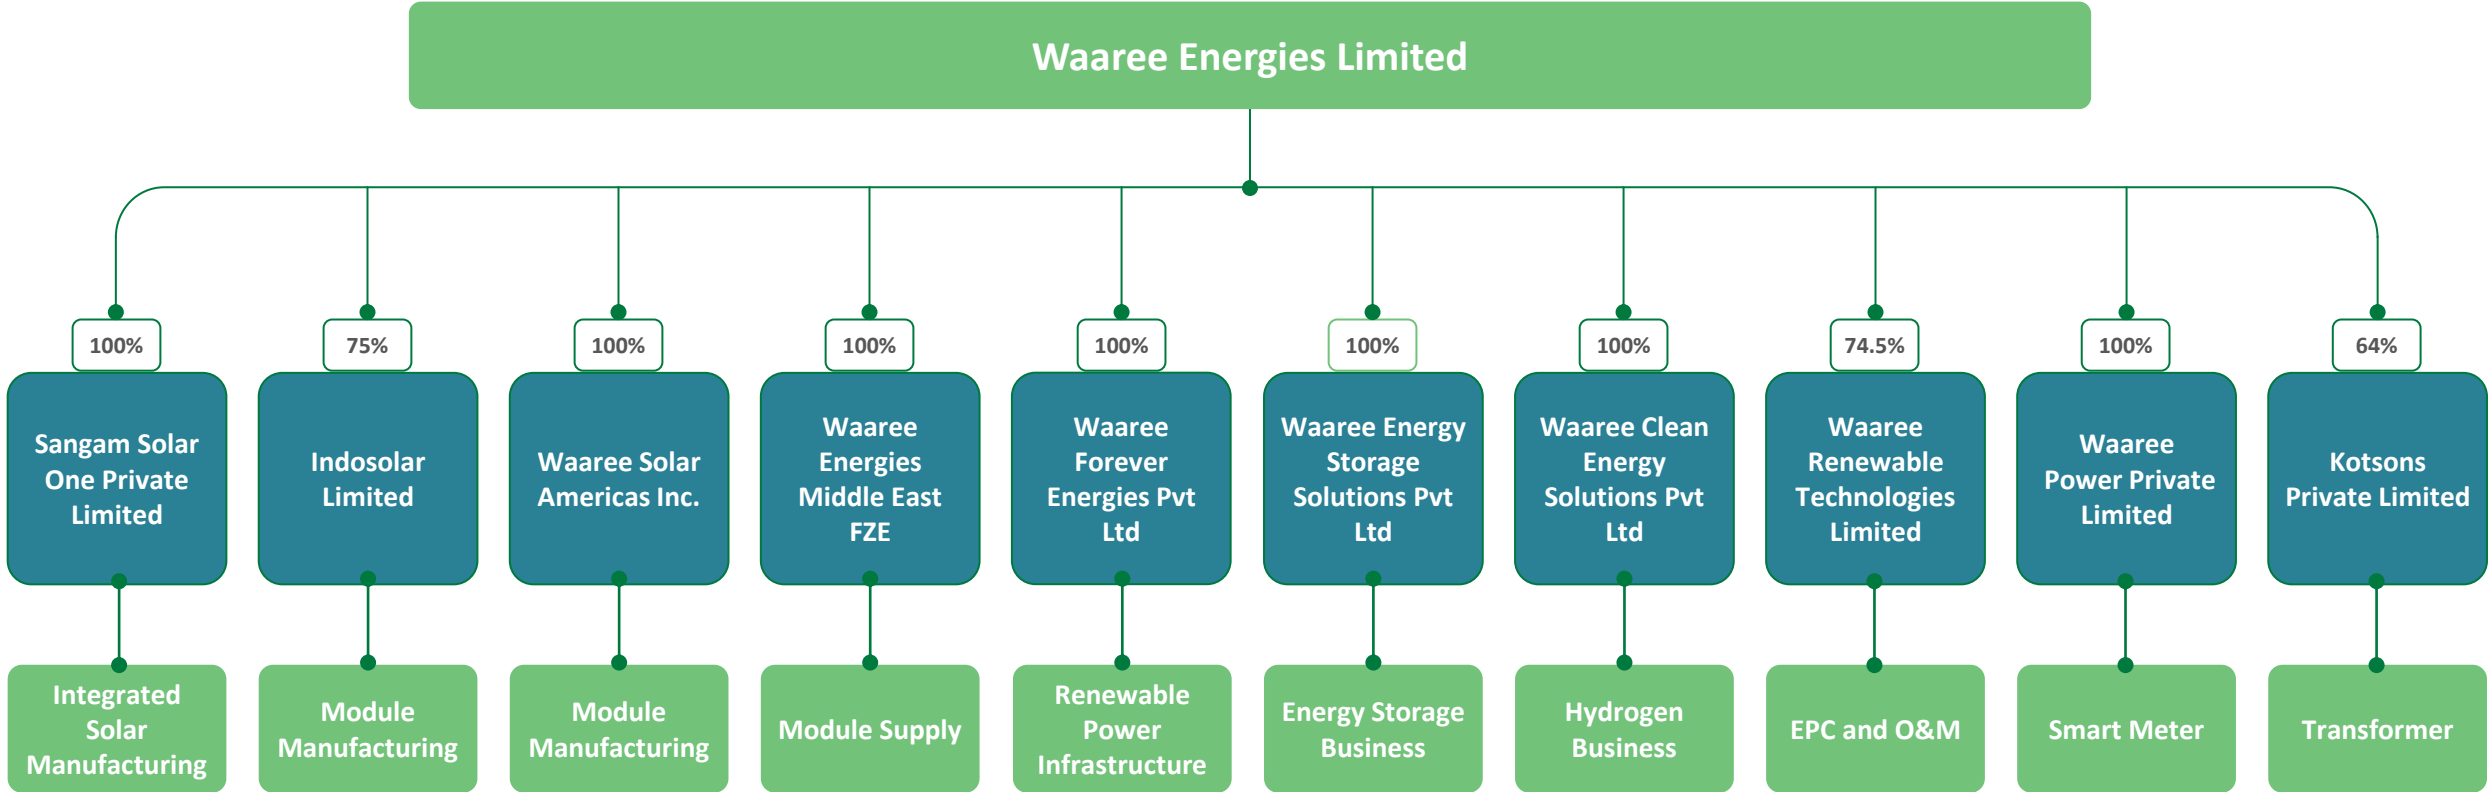 Waaree Energies Limited
100%
75%
100%
100%
100%
100%
100%
74.5%
100%
64%
Sangam Solar
One Private
Limited
Indosolar
Limited
Waaree Solar
Americas Inc.
Waaree
Energies
Middle East
FZE
Waaree
Forever
Energies Pvt
Ltd
Waaree Energy
Storage
Solutions Pvt
Ltd
Waaree Clean
Energy
Solutions Pvt
Ltd
Waaree
Renewable
Technologies
Limited
Waaree
Power Private
Limited
Kotsons
Private Limited
Integrated
Solar
Manufacturing
Module
Manufacturing
Module
Manufacturing
Module Supply
Renewable
Power
Infrastructure
Energy Storage
Business
Hydrogen
Business
EPC and O&M
Smart Meter
Transformer